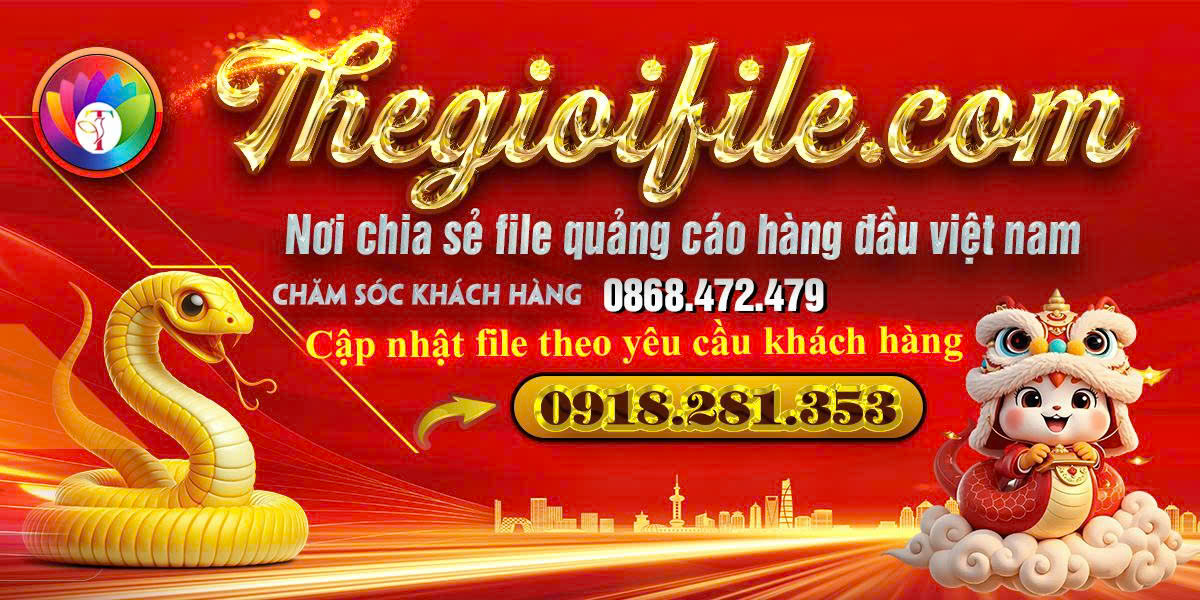 Thegioifile.com
Nơi chia sẻ file quảng cáo hàng đầu việt nam
CHĂM SÓC KHÁCH HÀNG 0868.472.479
Cập nhật file theo yêu cầu khách hàng
0918.281.353